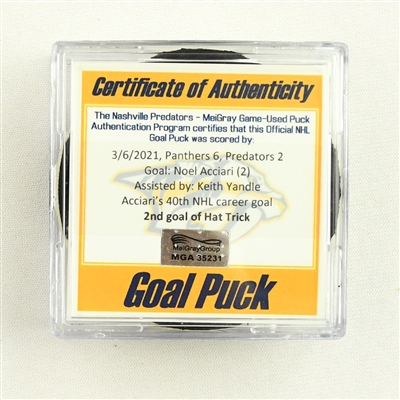 Certificate of Authenticity
The Nashville Predators - MeiGray Game-Used Puck
Authentication Program certifies that this Official NHL
Goal Puck was scored by:
3/6/2021, Panthers 6, Predators 2
Goal: Noel Acciari (2)
Assisted by: Keith Yandle
Acciari's 40th NHL career goal
2nd goal of Hat Trick
MeiGrayGroup
MGA 35231
Goal Puck